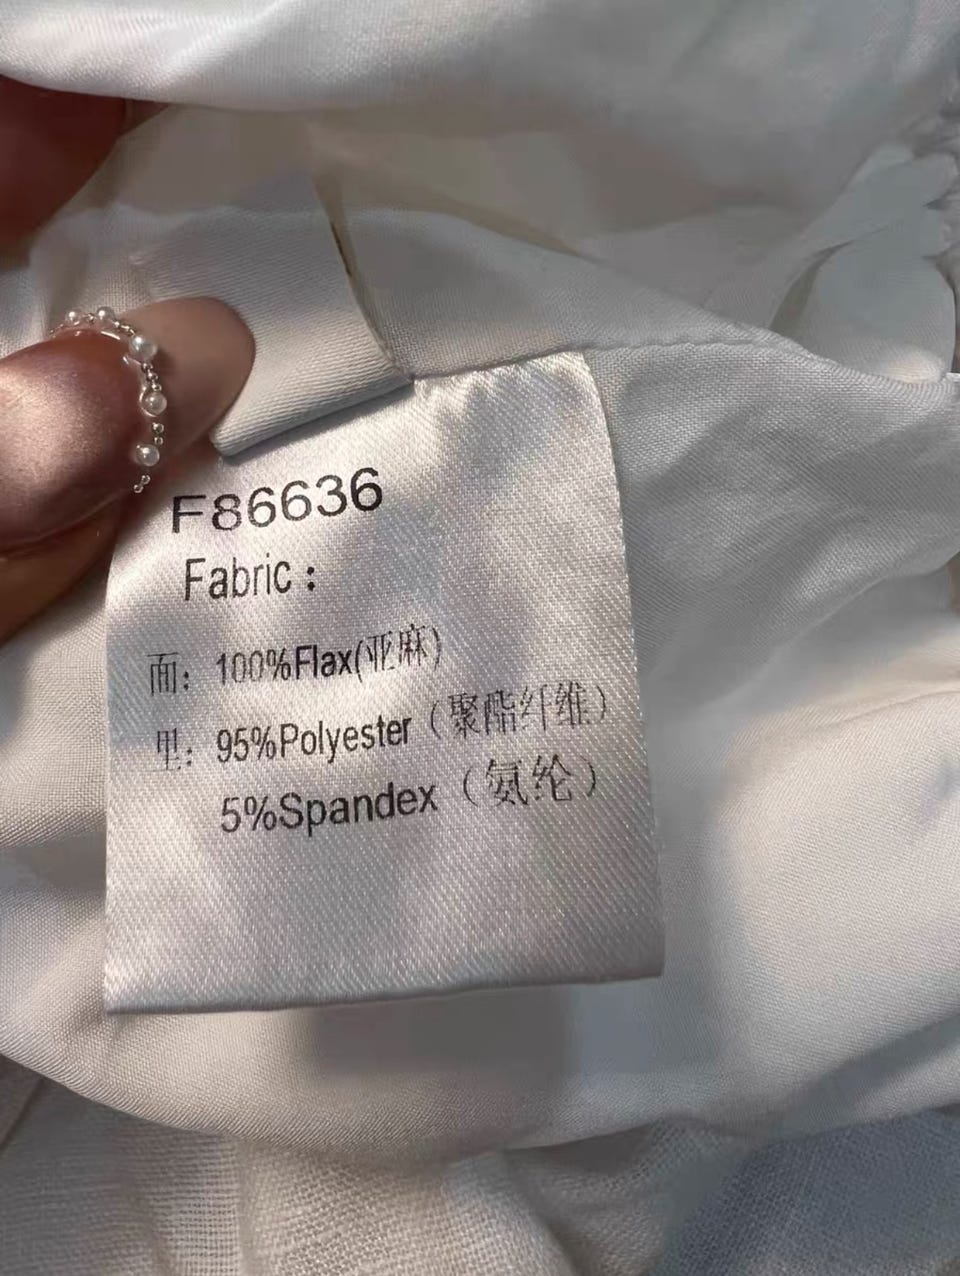 F86636
Fabric：
面：100%Flax(亚麻)
里：95%Polyester（聚酯纤维）
5%Spandex（氨纶）